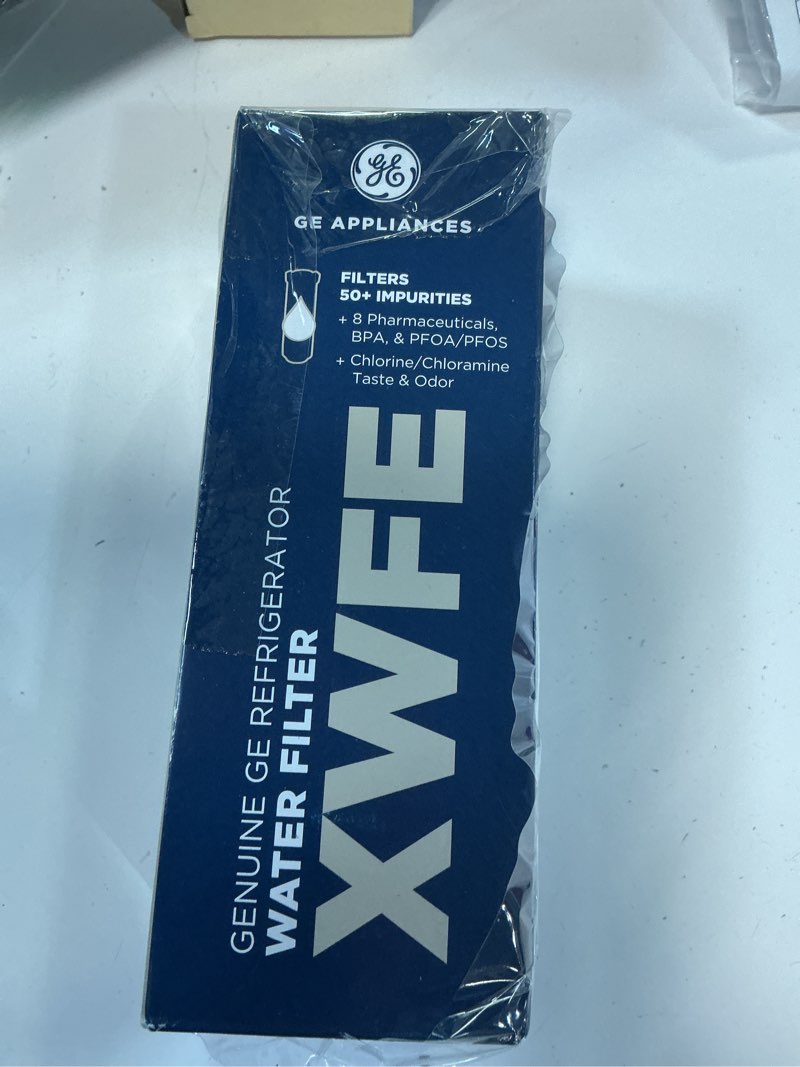 GE
GE APPLIANCES
FILTERS
50+ IMPURITIES
+ 8 Pharmaceuticals,
BPA, & PFOA/PFOS
+ Chlorine/Chloramine
Taste & Odor
GENUINE GE REFRIGERATOR
WATER FILTER
XWFE